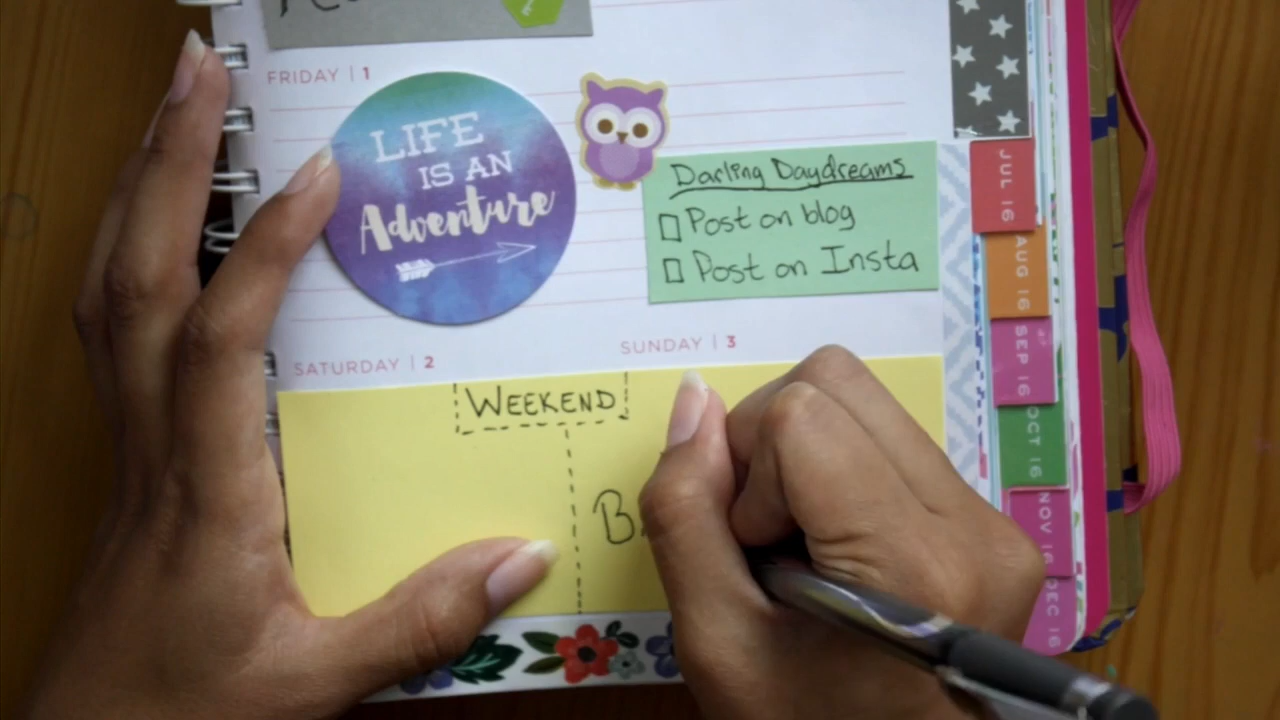 FRIDAY | 1
LIFE
IS AN
Adventure
Darling Daydreams
Post on blog
Post on Insta
SATURDAY | 2
SUNDAY | 3
WEEKEND
JUL 16
AUG 16
SEP 16
OCT 16
NOV 16
DEC 16